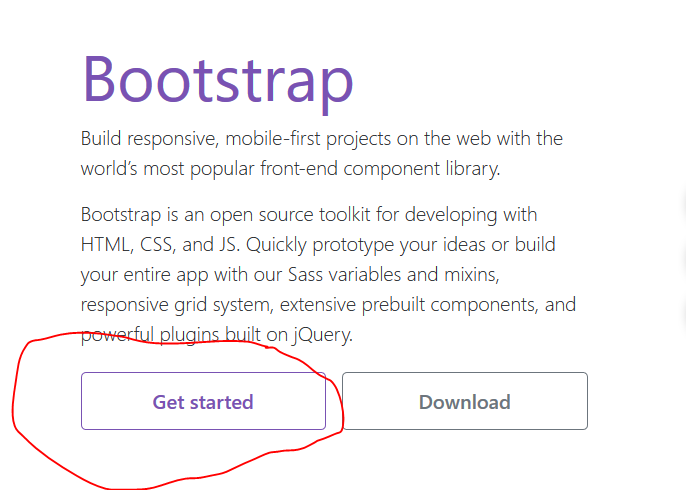 Bootstrap
Build responsive, mobile-first projects on the web with the
world’s most popular front-end component library.
Bootstrap is an open source toolkit for developing with
HTML, CSS, and JS. Quickly prototype your ideas or build
your entire app with our Sass variables and mixins,
responsive grid system, extensive prebuilt components, and
powerful plugins built on jQuery.
Get started
Download